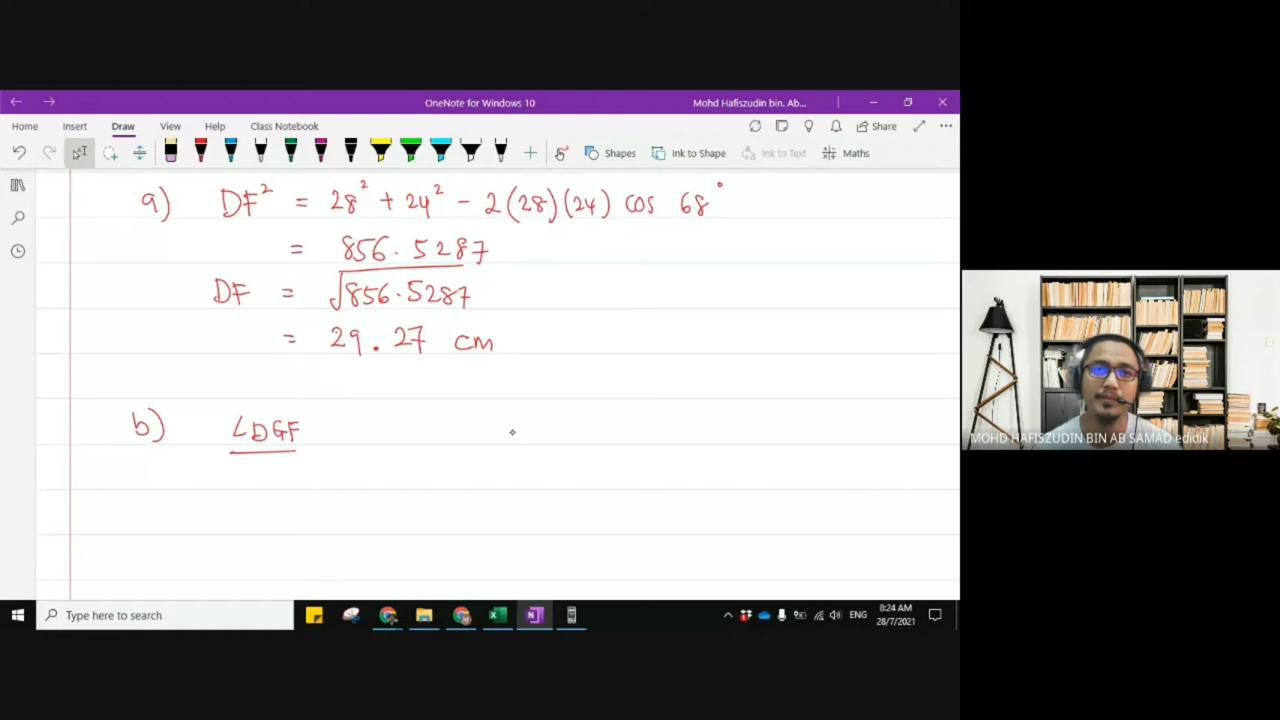 OneNote for Windows 10
Mohd Hafiszudin bin. Ab...
Home Insert Draw View Help Class Notebook
Share
Shapes Ink to Shape Ink to Text Maths
a) DF² = 28² + 24² - 2(28)(24) cos 68°
= 856.5287
DF = √856.5287
= 29.27 cm
b) ∠DGF
MOHD HAFISZUDIN BIN AB SAMAD edidik
Type here to search
ENG
8:24 AM
28/7/2021